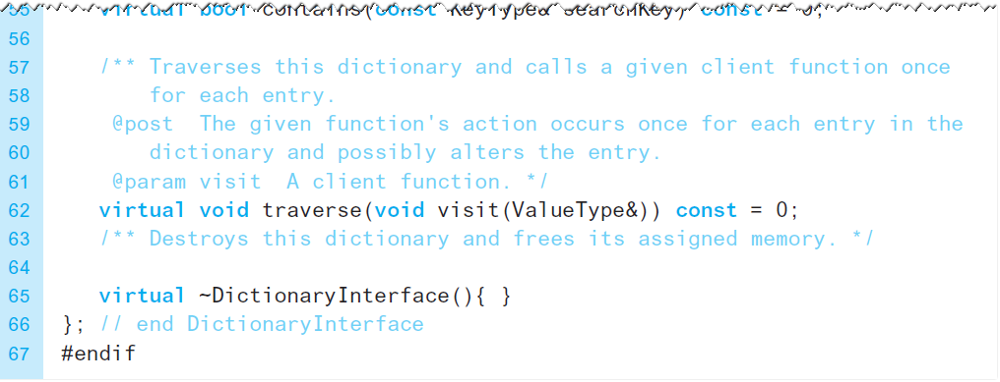 55 virtual bool contains(const KeyType& searchKey) const = 0;
56
57 /** Traverses this dictionary and calls a given client function once
58 for each entry.
59 @post The given function's action occurs once for each entry in the
60 dictionary and possibly alters the entry.
61 @param visit A client function. */
62 virtual void traverse(void visit(ValueType&)) const = 0;
63 /** Destroys this dictionary and frees its assigned memory. */
64
65 virtual ~DictionaryInterface(){ }
66 }; // end DictionaryInterface
67 #endif